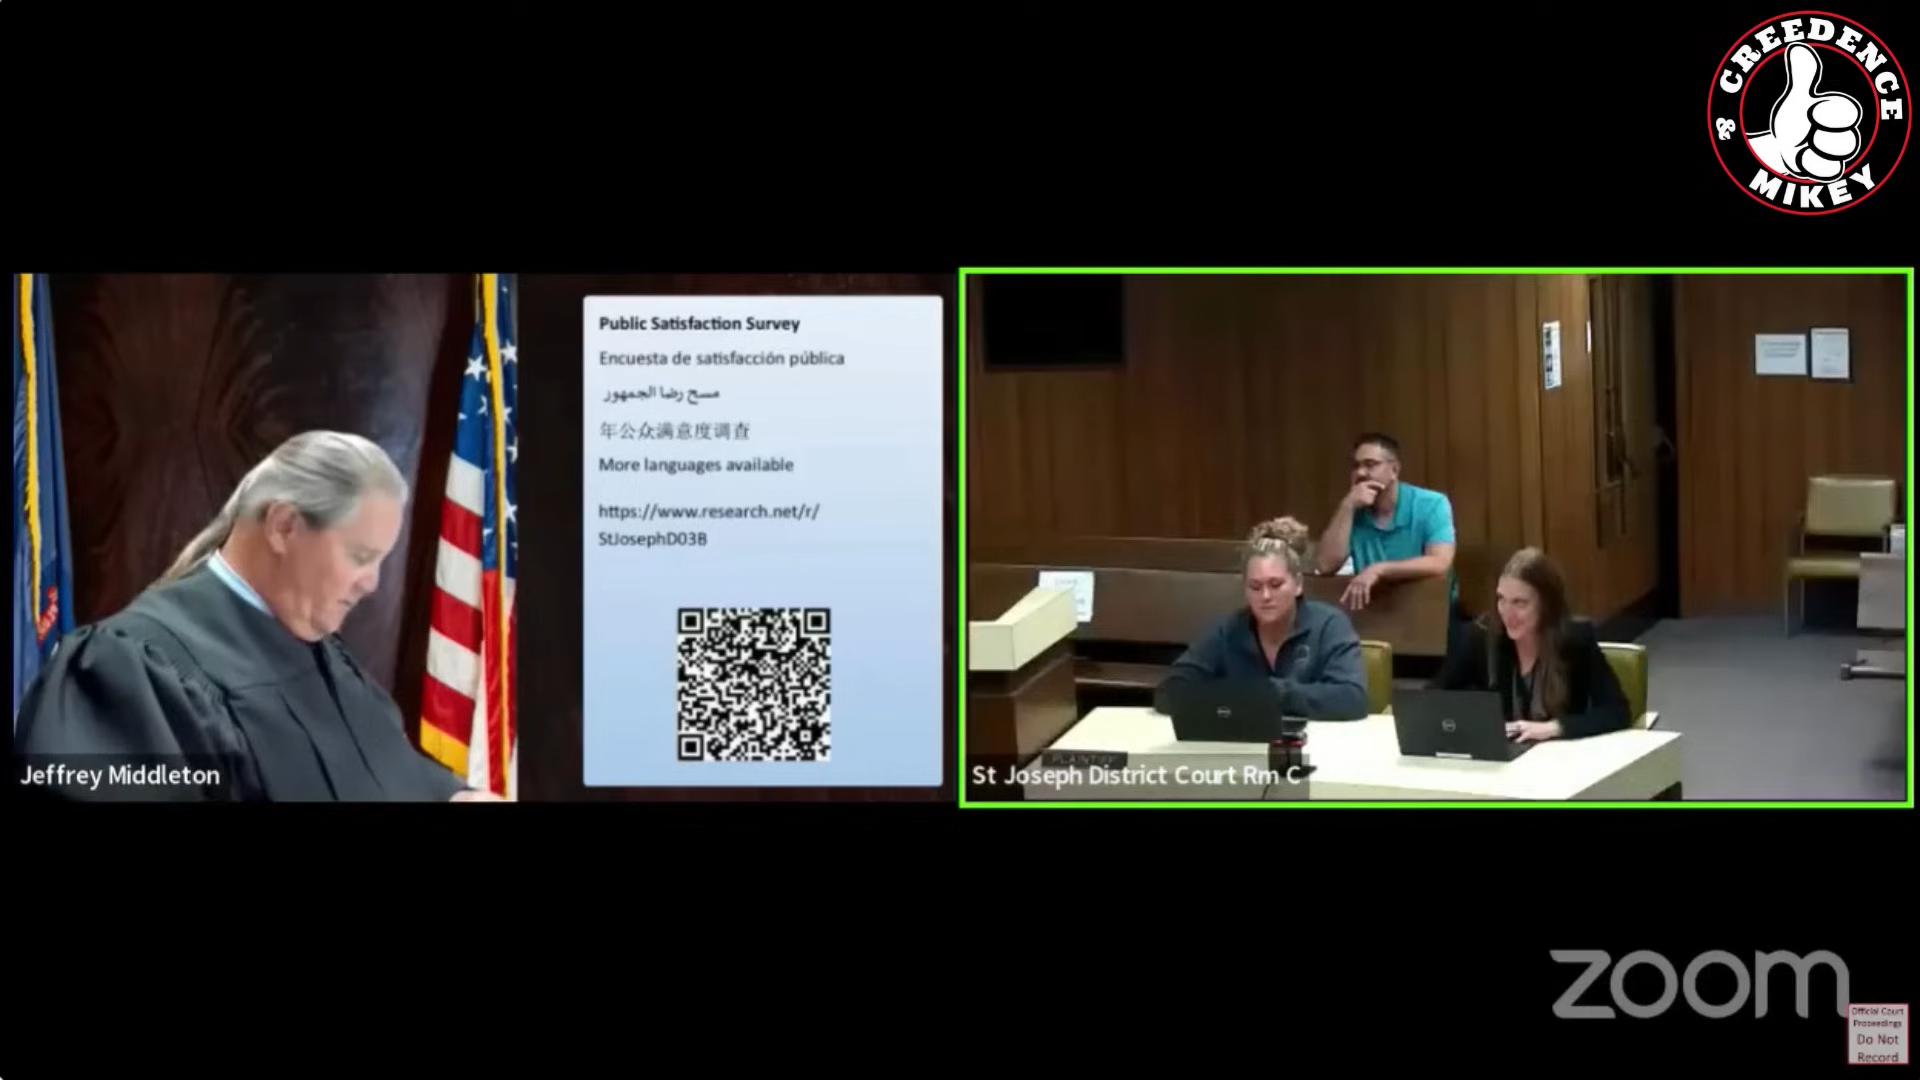 CREEDENCE
& MIKEY
Public Satisfaction Survey
Encuesta de satisfacción pública
مسح رضا الجمهور
年公众满意度调查
More languages available
https://www.research.net/r/
StJosephD03B
Jeffrey Middleton
PLAINTIFF
St Joseph District Court Rm C
zoom
Official Court
Proceedings
Do Not
Record